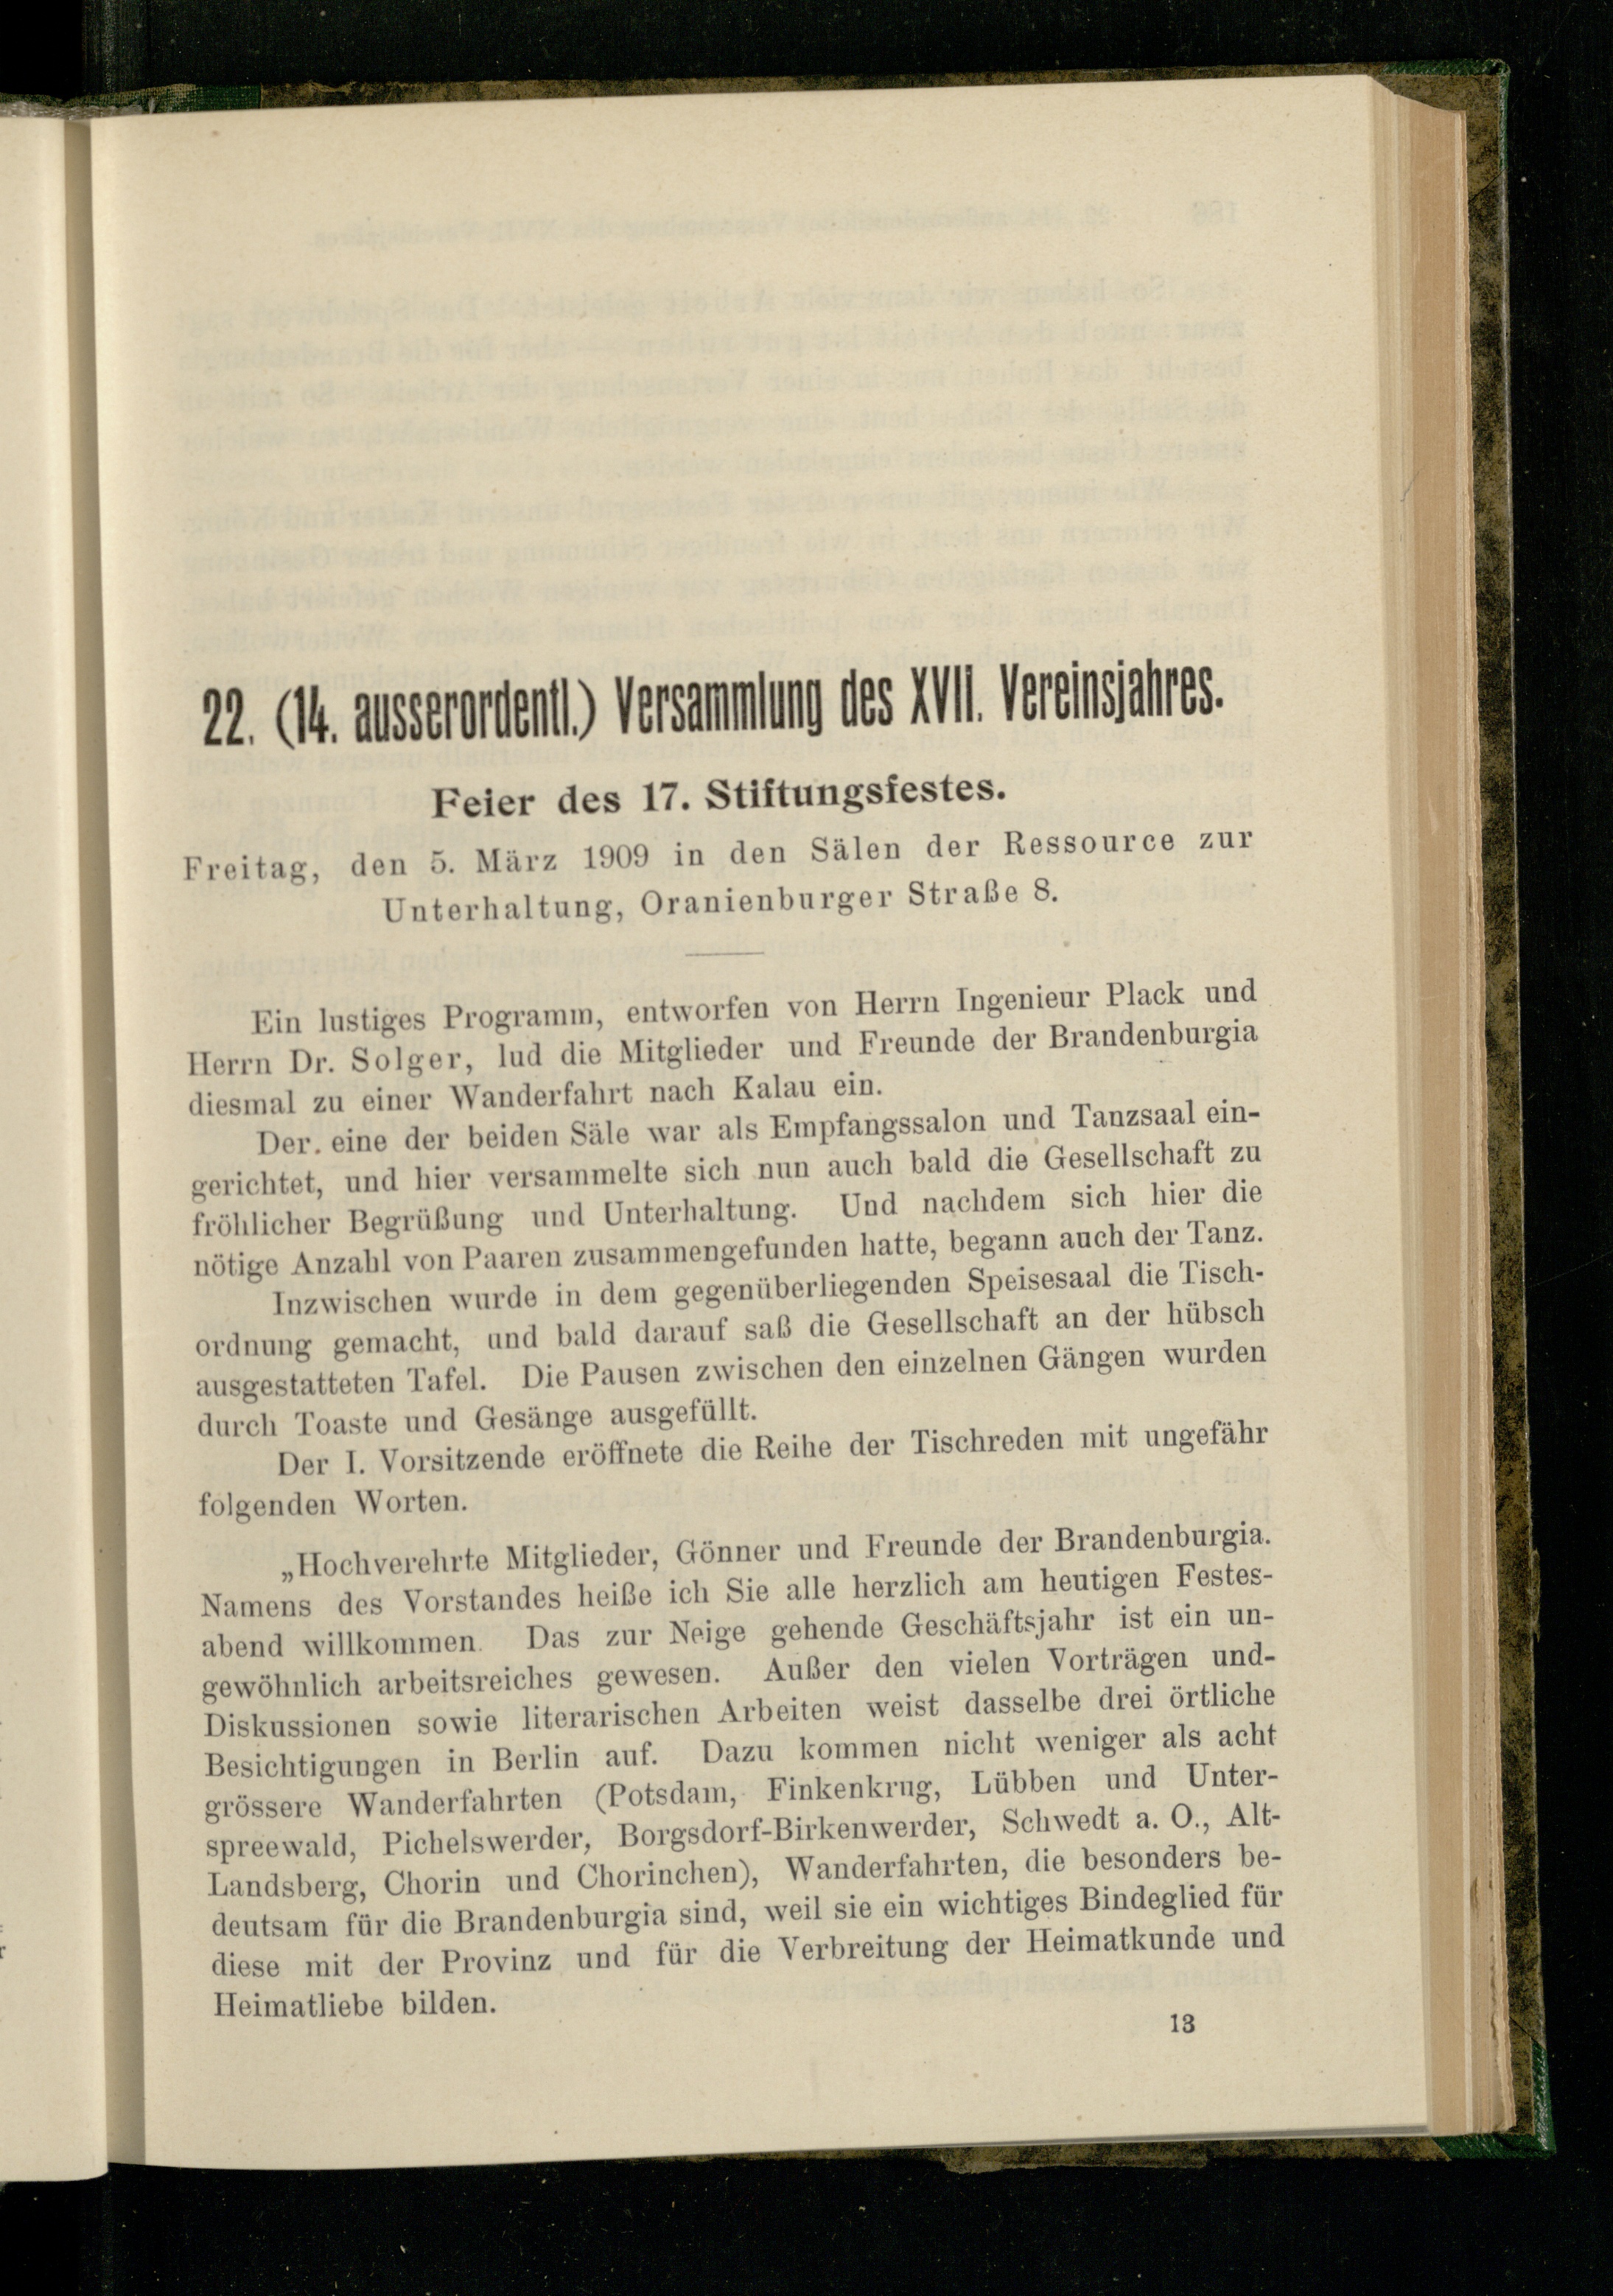 22. (14. ausserordentl.) Versammlung des XVII. Vereinsjahres.
Feier des 17. Stiftungsfestes.
Freitag, den 5. März 1909 in den Sälen der Ressource zur
Unterhaltung, Oranienburger Straße 8.
Ein lustiges Programm, entworfen von Herrn Ingenieur Plack und
Herrn Dr. Solger, lud die Mitglieder und Freunde der Brandenburgia
diesmal zu einer Wanderfahrt nach Kalau ein.
Der eine der beiden Säle war als Empfangssalon und Tanzsaal ein-
gerichtet, und hier versammelte sich nun auch bald die Gesellschaft zu
fröhlicher Begrüßung und Unterhaltung. Und nachdem sich hier die
nötige Anzahl von Paaren zusammengefunden hatte, begann auch der Tanz.
Inzwischen wurde in dem gegenüberliegenden Speisesaal die Tisch-
ordnung gemacht, und bald darauf saß die Gesellschaft an der hübsch
ausgestatteten Tafel. Die Pausen zwischen den einzelnen Gängen wurden
durch Toaste und Gesänge ausgefüllt.
Der I. Vorsitzende eröffnete die Reihe der Tischreden mit ungefähr
folgenden Worten.
„Hochverehrte Mitglieder, Gönner und Freunde der Brandenburgia.
Namens des Vorstandes heiße ich Sie alle herzlich am heutigen Festes-
abend willkommen. Das zur Neige gehende Geschäftsjahr ist ein un-
gewöhnlich arbeitsreiches gewesen. Außer den vielen Vorträgen und-
Diskussionen sowie literarischen Arbeiten weist dasselbe drei örtliche
Besichtigungen in Berlin auf. Dazu kommen nicht weniger als acht
grössere Wanderfahrten (Potsdam, Finkenkrug, Lübben und Unter-
spreewald, Pichelswerder, Borgsdorf-Birkenwerder, Schwedt a. O., Alt-
Landsberg, Chorin und Chorinchen), Wanderfahrten, die besonders be-
deutsam für die Brandenburgia sind, weil sie ein wichtiges Bindeglied für
diese mit der Provinz und für die Verbreitung der Heimatkunde und
Heimatliebe bilden.
13